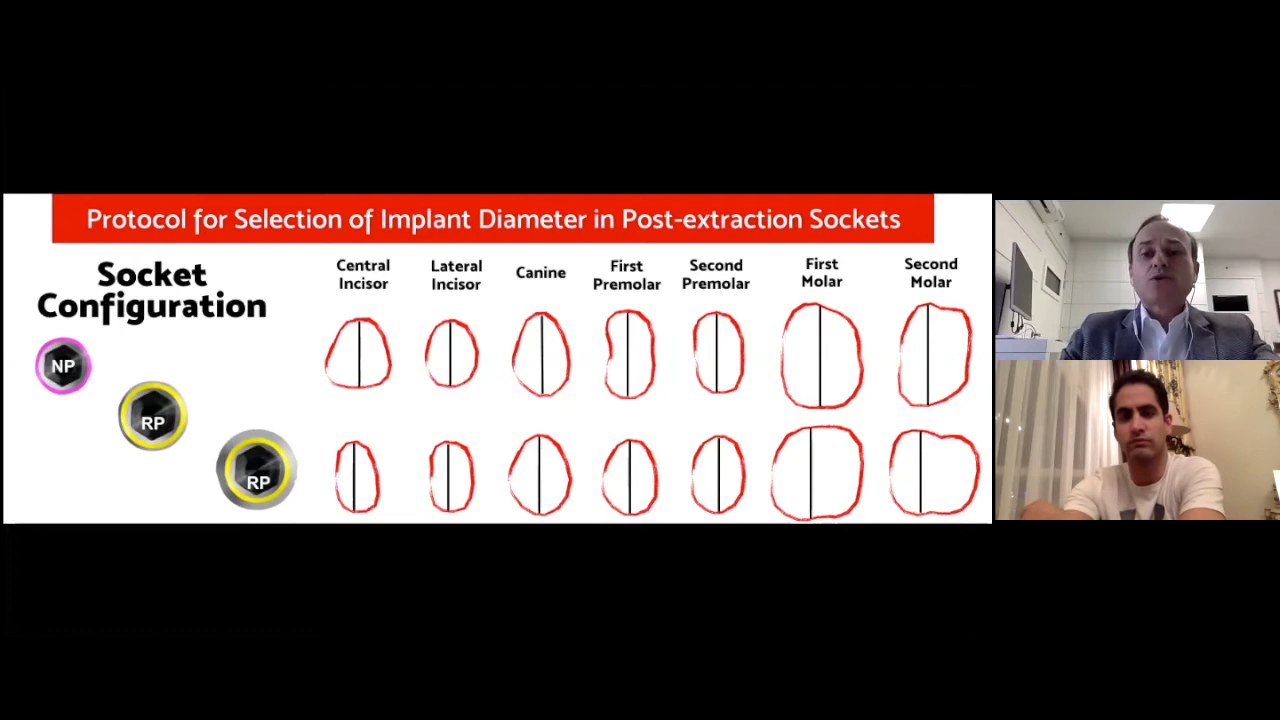 Protocol for Selection of Implant Diameter in Post-extraction Sockets
Socket
Configuration
Central
Incisor
Lateral
Incisor
Canine
First
Premolar
Second
Premolar
First
Molar
Second
Molar
NP
RP
RP